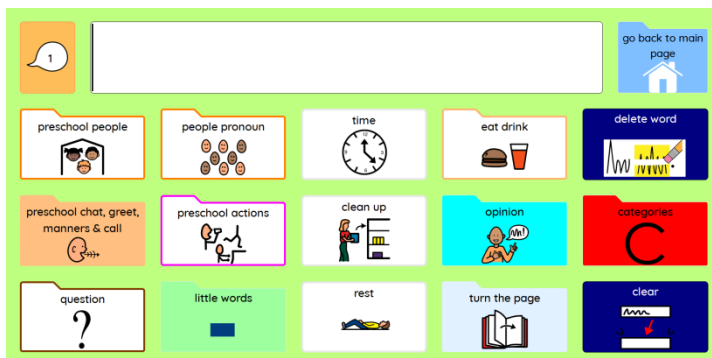 1
go back to main
page
preschool people
people pronoun
time
eat drink
delete word
preschool chat, greet,
manners & call
preschool actions
clean up
opinion
mm!
categories
C
question
?
little words
rest
turn the page
clear